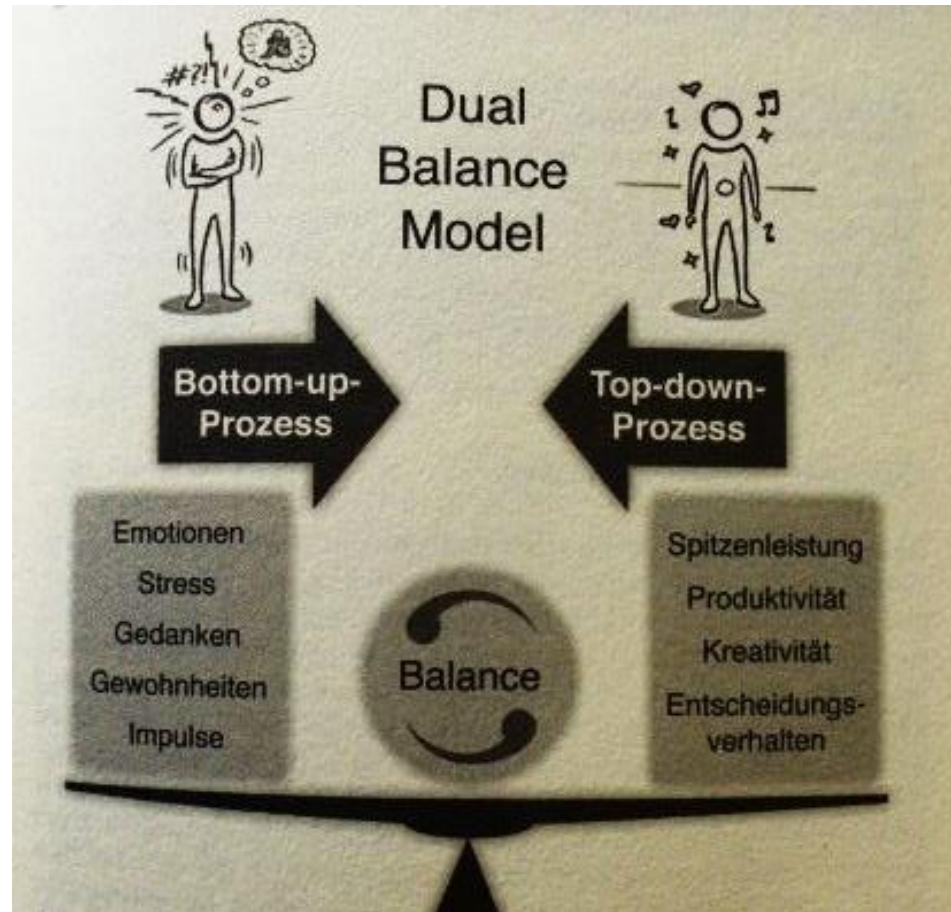 #?!
Dual
Balance
Model
Bottom-up-
Prozess
Top-down-
Prozess
Emotionen
Stress
Gedanken
Gewohnheiten
Impulse
Balance
Spitzenleistung
Produktivität
Kreativität
Entscheidungs-
verhalten